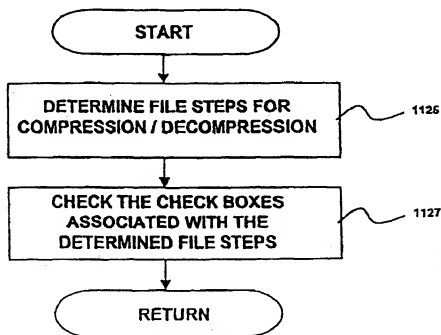 START
DETERMINE FILE STEPS FOR
COMPRESSION / DECOMPRESSION
1125
CHECK THE CHECK BOXES
ASSOCIATED WITH THE
DETERMINED FILE STEPS
1127
RETURN